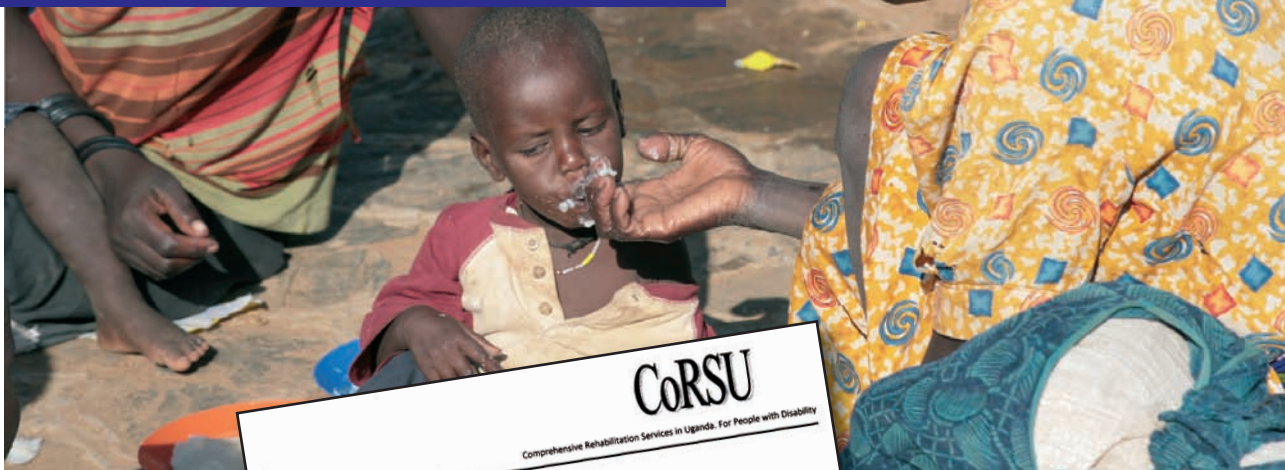 CoRSU
Comprehensive Rehabilitation Services in Uganda. For People with Disability